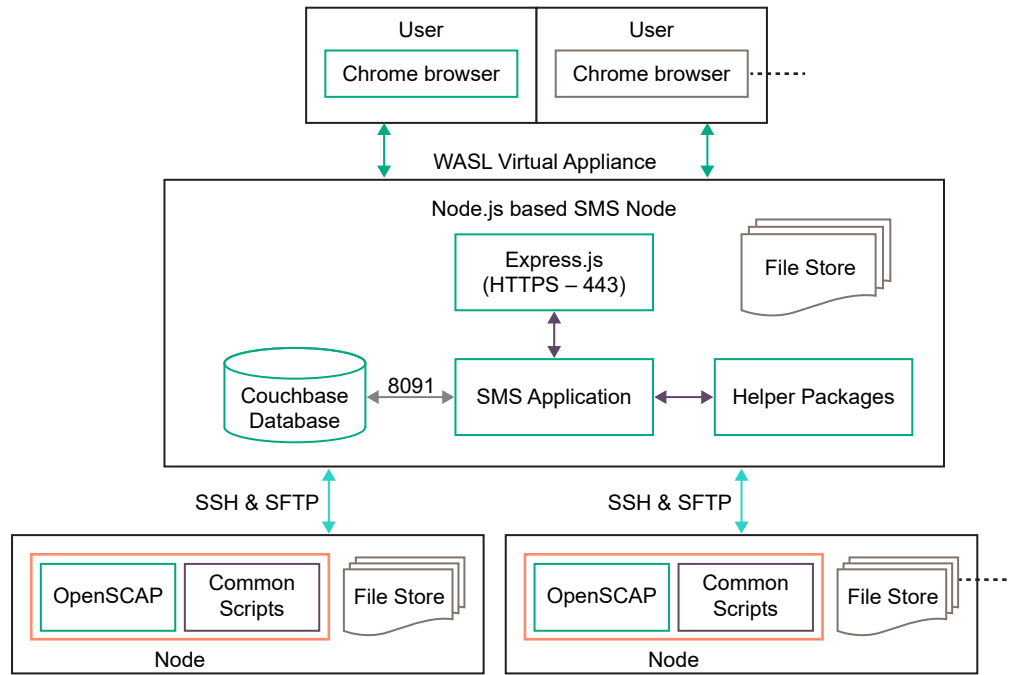 User
User
Chrome browser
Chrome browser
WASL Virtual Appliance
Node.js based SMS Node
Express.js
(HTTPS – 443)
File Store
Couchbase
Database
8091
SMS Application
Helper Packages
SSH & SFTP
SSH & SFTP
OpenSCAP
Common
Scripts
File Store
Node
OpenSCAP
Common
Scripts
File Store
Node